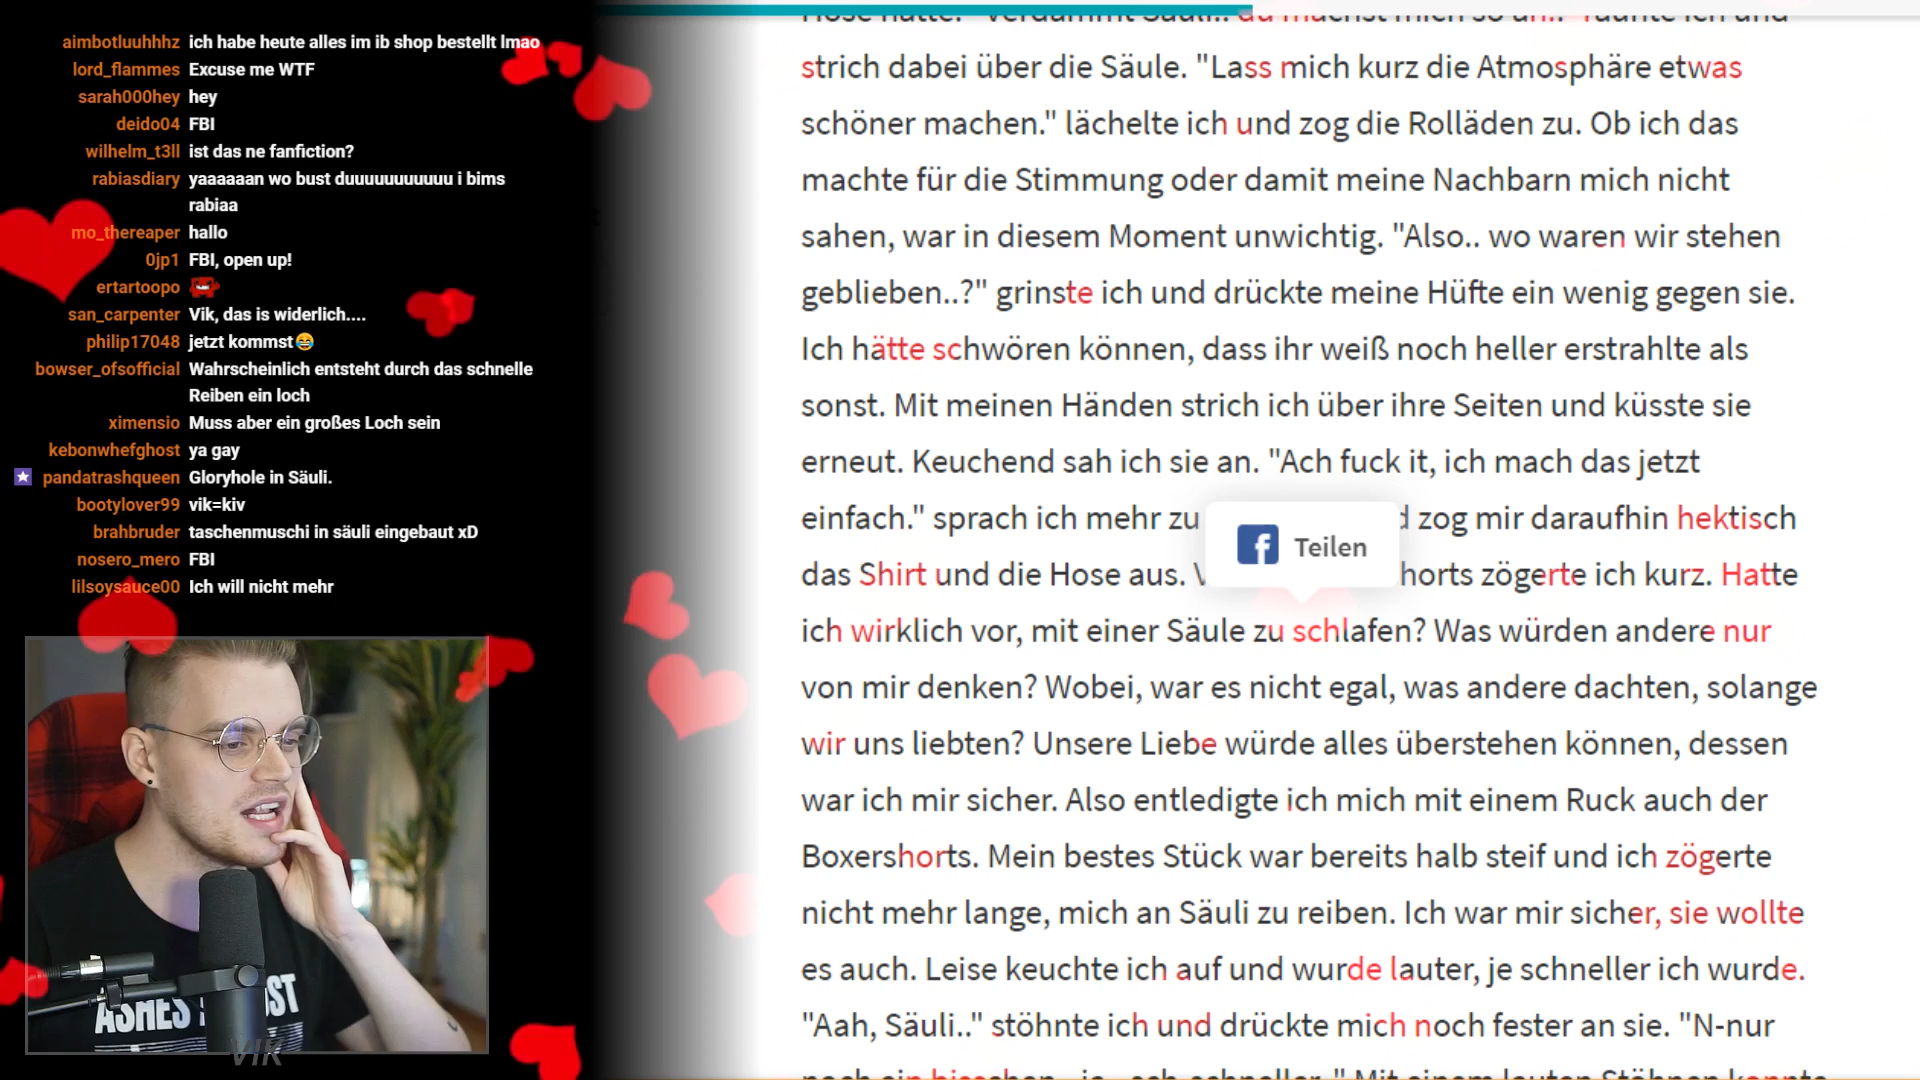 aimbotluuhhhz ich habe heute alles im ib shop bestellt lmao
lord_flammes Excuse me WTF
sarah000hey hey
deido04 FBI
wilhelm_t3ll ist das ne fanfiction?
rabiasdiary yaaaaaan wo bust duuuuuuuuuuu i bims
rabiaa
mo_thereaper hallo
0jp1 FBI, open up!
ertartoopo
san_carpenter Vik, das is widerlich....
philip17048 jetzt kommst😂
bowser_ofsofficial Wahrscheinlich entsteht durch das schnelle
Reiben ein loch
ximensio Muss aber ein großes Loch sein
kebonwhefghost ya gay
pandatrashqueen Gloryhole in Säuli.
bootylover99 vik=kiv
brahbruder taschenmuschi in säuli eingebaut xD
nosero_mero FBI
lilsoysauce00 Ich will nicht mehr
ASHES
VIK
Hose hatte. "Verdammt Säuli.. du machst mich so an.." raunte ich und
strich dabei über die Säule. "Lass mich kurz die Atmosphäre etwas
schöner machen." lächelte ich und zog die Rolläden zu. Ob ich das
machte für die Stimmung oder damit meine Nachbarn mich nicht
sahen, war in diesem Moment unwichtig. "Also.. wo waren wir stehen
geblieben..?" grinste ich und drückte meine Hüfte ein wenig gegen sie.
Ich hätte schwören können, dass ihr weiß noch heller erstrahlte als
sonst. Mit meinen Händen strich ich über ihre Seiten und küsste sie
erneut. Keuchend sah ich sie an. "Ach fuck it, ich mach das jetzt
einfach." sprach ich mehr zu zog mir daraufhin hektisch
Teilen
das Shirt und die Hose aus. horts zögerte ich kurz. Hatte
ich wirklich vor, mit einer Säule zu schlafen? Was würden andere nur
von mir denken? Wobei, war es nicht egal, was andere dachten, solange
wir uns liebten? Unsere Liebe würde alles überstehen können, dessen
war ich mir sicher. Also entledigte ich mich mit einem Ruck auch der
Boxershorts. Mein bestes Stück war bereits halb steif und ich zögerte
nicht mehr lange, mich an Säuli zu reiben. Ich war mir sicher, sie wollte
es auch. Leise keuchte ich auf und wurde lauter, je schneller ich wurde.
"Aah, Säuli.." stöhnte ich und drückte mich noch fester an sie. "N-nur